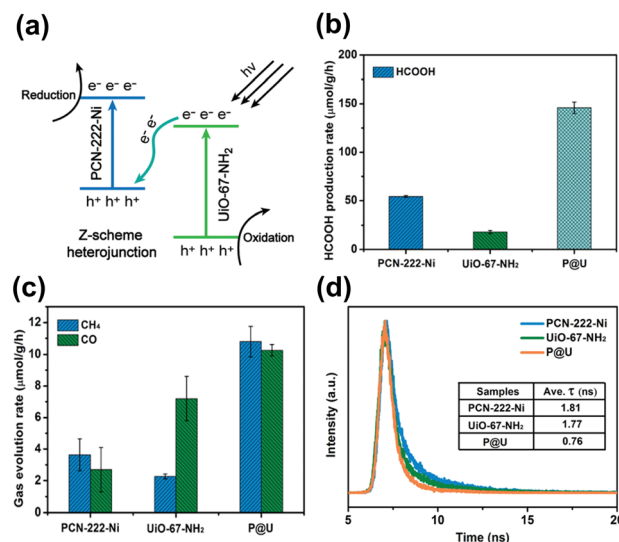 (a)
hν
Reduction
e⁻ e⁻ e⁻
e⁻ e⁻ e⁻
e⁻ e⁻
PCN-222-Ni
UiO-67-NH₂
h⁺ h⁺ h⁺
h⁺ h⁺ h⁺
Z-scheme
heterojunction
Oxidation
(b)
HCOOH production rate (μmol/g/h)
200
150
100
50
0
HCOOH
PCN-222-Ni UiO-67-NH₂ P@U
(c)
Gas evolution rate (μmol/g/h)
12
10
8
6
4
2
0
CH₄
CO
PCN-222-Ni UiO-67-NH₂ P@U
(d)
Intensity (a.u.)
PCN-222-Ni
UiO-67-NH₂
P@U
Samples Ave. τ (ns)
PCN-222-Ni 1.81
UiO-67-NH₂ 1.77
P@U 0.76
5 10 15 20
Time (ns)